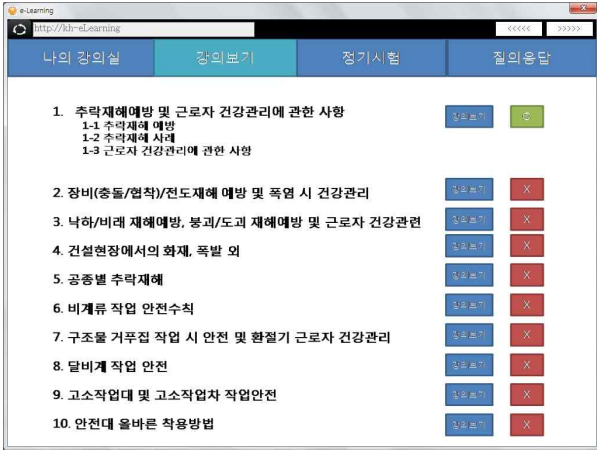 e-Learning
http://kh-eLearning
<<<<< >>>>>
나의 강의실 강의보기 정기시험 질의응답
1. 추락재해예방 및 근로자 건강관리에 관한 사항 강의보기
1-1 추락재해 예방
1-2 추락재해 사례
1-3 근로자 건강관리에 관한 사항
2. 장비(충돌/협착)/전도재해 예방 및 폭염 시 건강관리 강의보기 X
3. 낙하/비래 재해예방, 붕괴/도괴 재해예방 및 근로자 건강관련 강의보기 X
4. 건설현장에서의 화재, 폭발 외 강의보기 X
5. 공종별 추락재해 강의보기 X
6. 비계류 작업 안전수칙 강의보기 X
7. 구조물 거푸집 작업 시 안전 및 환절기 근로자 건강관리 강의보기 X
8. 달비계 작업 안전 강의보기 X
9. 고소작업대 및 고소작업차 작업안전 강의보기 X
10. 안전대 올바른 착용방법 강의보기 X